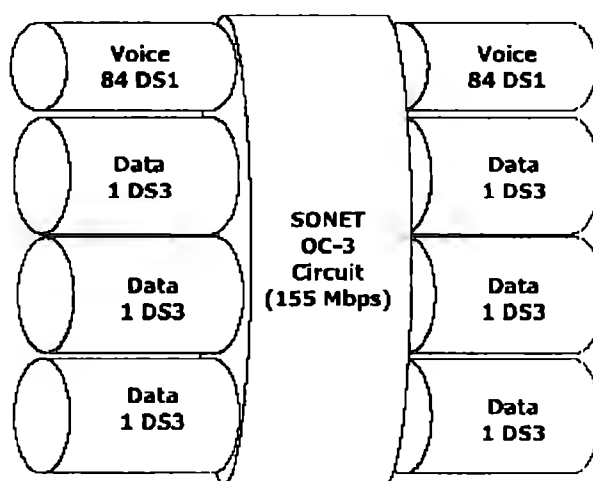 Voice
84 DS1
Data
1 DS3
Data
1 DS3
Data
1 DS3
SONET
OC-3
Circuit
(155 Mbps)
Voice
84 DS1
Data
1 DS3
Data
1 DS3
Data
1 DS3